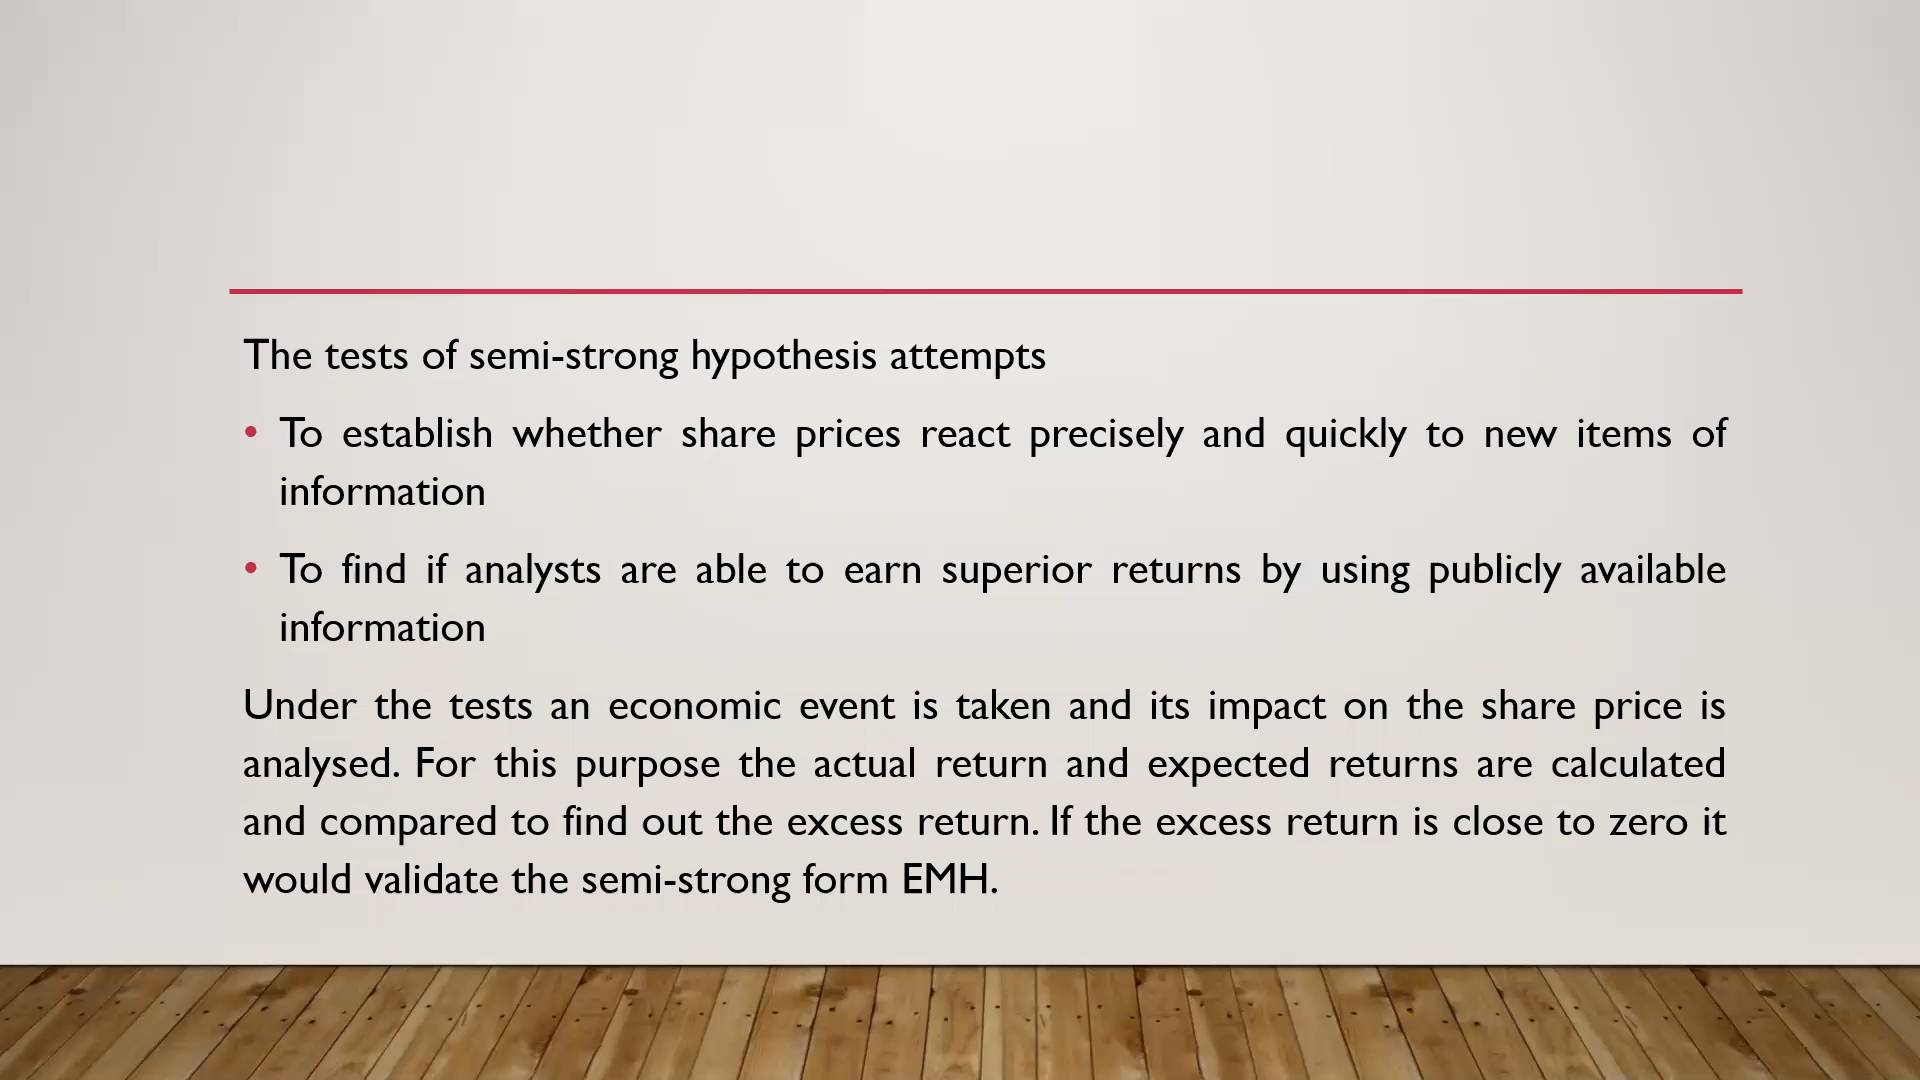 The tests of semi-strong hypothesis attempts
• To establish whether share prices react precisely and quickly to new items of
information
• To find if analysts are able to earn superior returns by using publicly available
information
Under the tests an economic event is taken and its impact on the share price is
analysed. For this purpose the actual return and expected returns are calculated
and compared to find out the excess return. If the excess return is close to zero it
would validate the semi-strong form EMH.